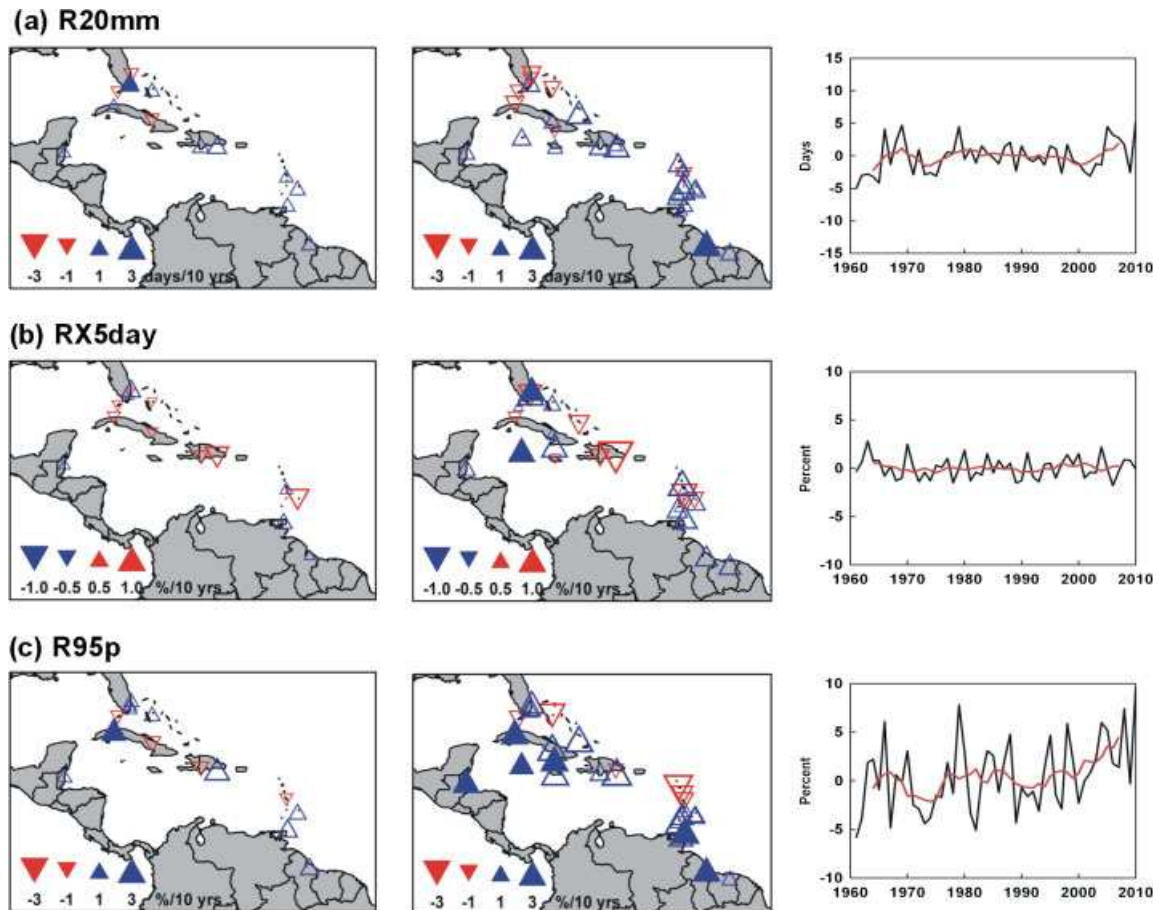 (a) R20mm
-3 -1 1 3 days/10 yrs
-3 -1 1 3 days/10 yrs
Days
15
10
5
0
-5
-10
-15
1960 1970 1980 1990 2000 2010
(b) RX5day
-1.0 -0.5 0.5 1.0 %/10 yrs
-1.0 -0.5 0.5 1.0 %/10 yrs
Percent
10
5
0
-5
-10
1960 1970 1980 1990 2000 2010
(c) R95p
-3 -1 1 3 %/10 yrs
-3 -1 1 3 %/10 yrs
Percent
10
5
0
-5
-10
1960 1970 1980 1990 2000 2010